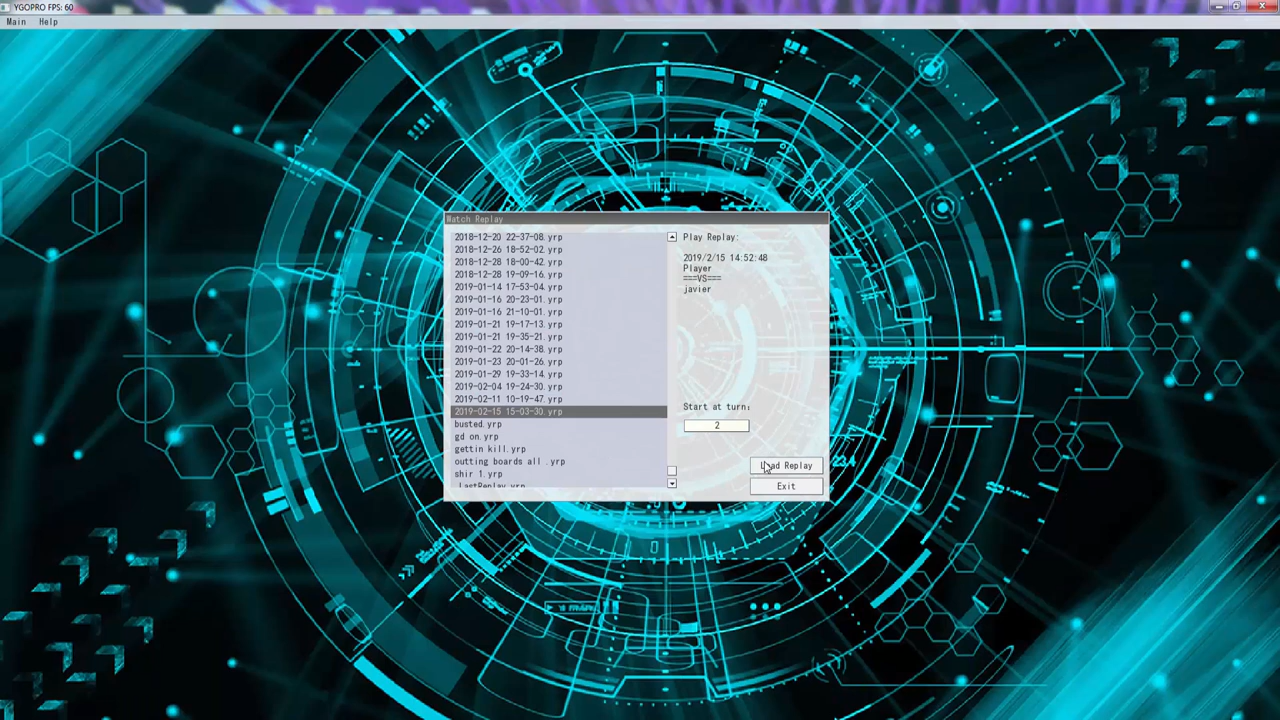 YGOPRO FPS: 60
Main Help
Watch Replay
2018-12-20 22-37-08.yrp
2018-12-26 18-52-02.yrp
2018-12-28 18-00-42.yrp
2018-12-28 19-09-16.yrp
2019-01-14 17-53-04.yrp
2019-01-16 20-23-01.yrp
2019-01-16 21-10-01.yrp
2019-01-21 19-17-13.yrp
2019-01-21 19-35-21.yrp
2019-01-22 20-14-38.yrp
2019-01-23 20-01-26.yrp
2019-01-29 19-33-14.yrp
2019-02-04 19-24-30.yrp
2019-02-11 10-19-47.yrp
2019-02-15 15-03-30.yrp
busted.yrp
gd on.yrp
gettin kill.yrp
outting boards all .yrp
shir 1.yrp
_LastReplay.yrp
Play Replay:
2019/2/15 14:52:48
Player
===VS===
javier
Start at turn:
2
Load Replay
Exit
23.4